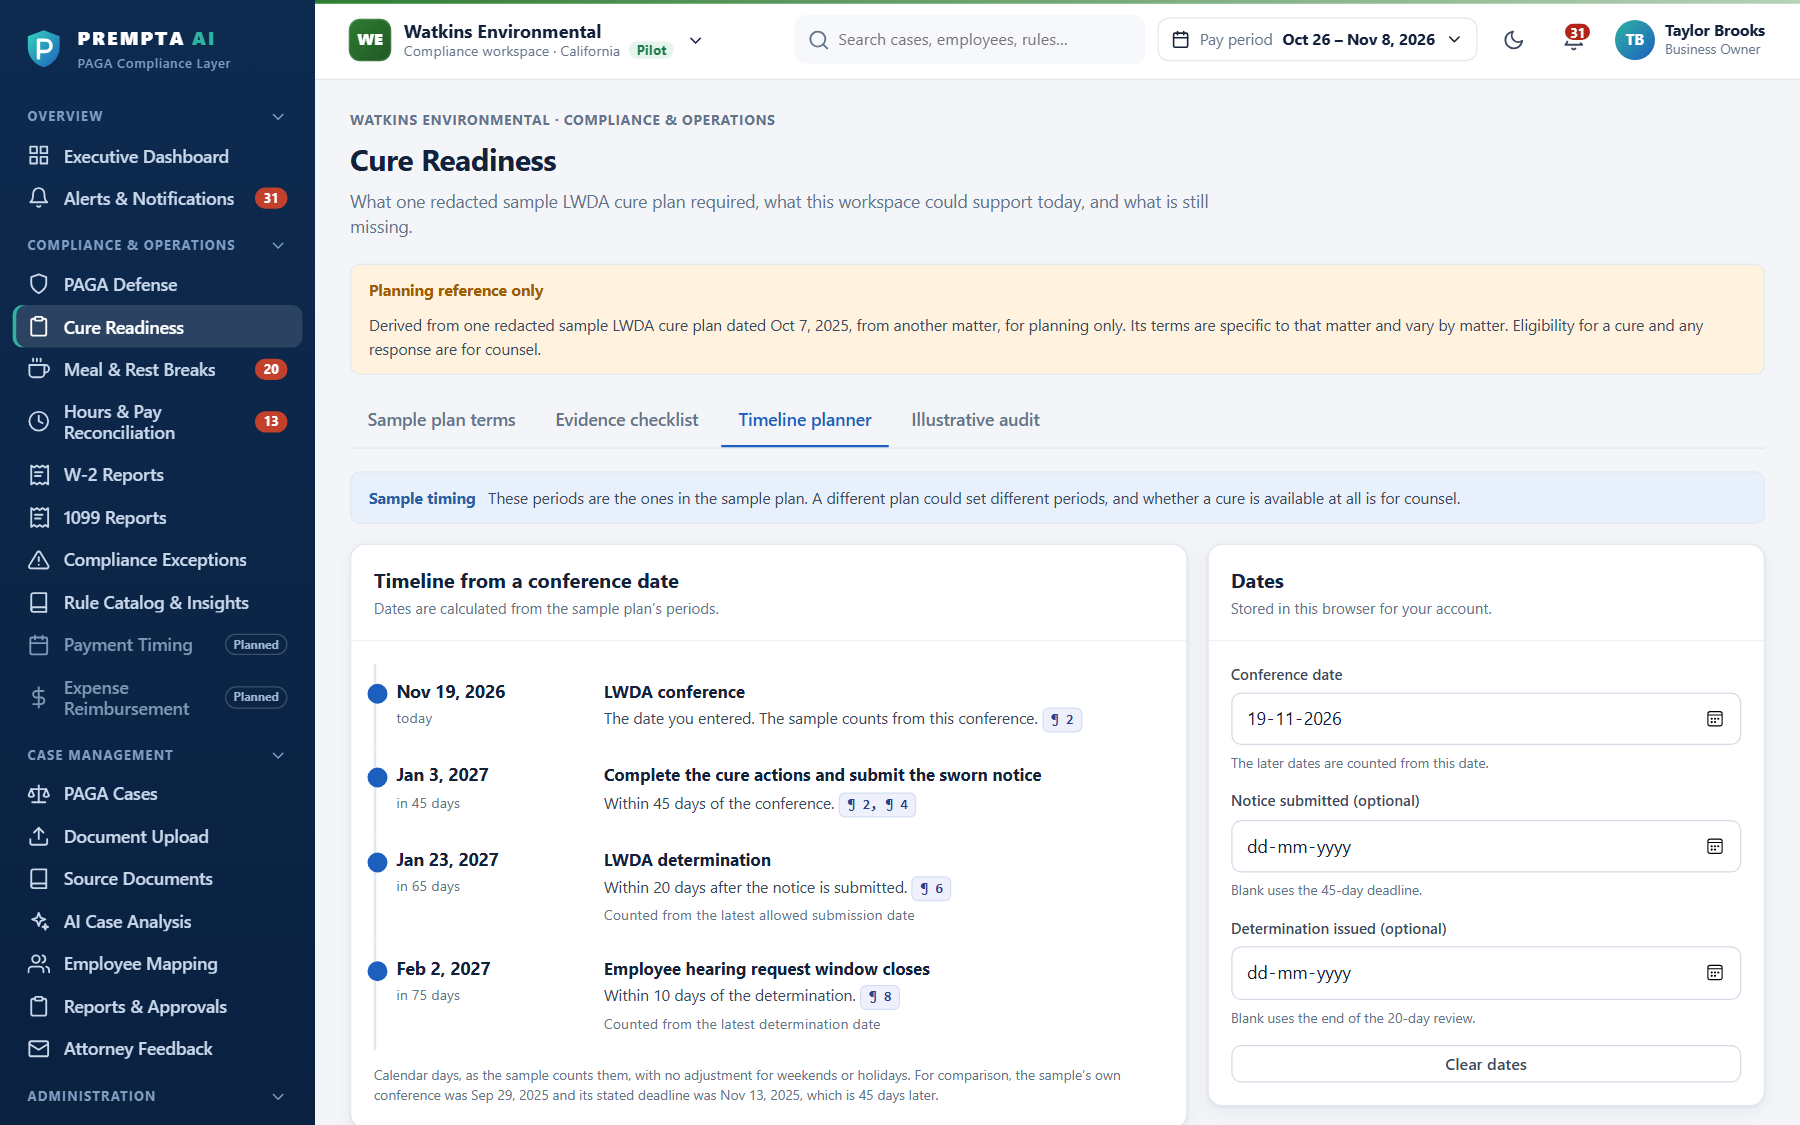 PREMPTA AI
PAGA Compliance Layer
OVERVIEW
Executive Dashboard
Alerts & Notifications 31
COMPLIANCE & OPERATIONS
PAGA Defense
Cure Readiness
Meal & Rest Breaks 20
Hours & Pay
Reconciliation 13
W-2 Reports
1099 Reports
Compliance Exceptions
Rule Catalog & Insights
Payment Timing Planned
Expense
Reimbursement Planned
CASE MANAGEMENT
PAGA Cases
Document Upload
Source Documents
AI Case Analysis
Employee Mapping
Reports & Approvals
Attorney Feedback
ADMINISTRATION
WE
Watkins Environmental
Compliance workspace · California Pilot
Search cases, employees, rules...
Pay period Oct 26 – Nov 8, 2026
31
TB
Taylor Brooks
Business Owner
WATKINS ENVIRONMENTAL · COMPLIANCE & OPERATIONS
Cure Readiness
What one redacted sample LWDA cure plan required, what this workspace could support today, and what is still
missing.
Planning reference only
Derived from one redacted sample LWDA cure plan dated Oct 7, 2025, from another matter, for planning only. Its terms are specific to that matter and vary by matter. Eligibility for a cure and any
response are for counsel.
Sample plan terms Evidence checklist Timeline planner Illustrative audit
Sample timing These periods are the ones in the sample plan. A different plan could set different periods, and whether a cure is available at all is for counsel.
Timeline from a conference date
Dates are calculated from the sample plan's periods.
Nov 19, 2026
today
LWDA conference
The date you entered. The sample counts from this conference. ¶ 2
Jan 3, 2027
in 45 days
Complete the cure actions and submit the sworn notice
Within 45 days of the conference. ¶ 2, ¶ 4
Jan 23, 2027
in 65 days
LWDA determination
Within 20 days after the notice is submitted. ¶ 6
Counted from the latest allowed submission date
Feb 2, 2027
in 75 days
Employee hearing request window closes
Within 10 days of the determination. ¶ 8
Counted from the latest determination date
Calendar days, as the sample counts them, with no adjustment for weekends or holidays. For comparison, the sample's own
conference was Sep 29, 2025 and its stated deadline was Nov 13, 2025, which is 45 days later.
Dates
Stored in this browser for your account.
Conference date
19-11-2026
The later dates are counted from this date.
Notice submitted (optional)
dd-mm-yyyy
Blank uses the 45-day deadline.
Determination issued (optional)
dd-mm-yyyy
Blank uses the end of the 20-day review.
Clear dates